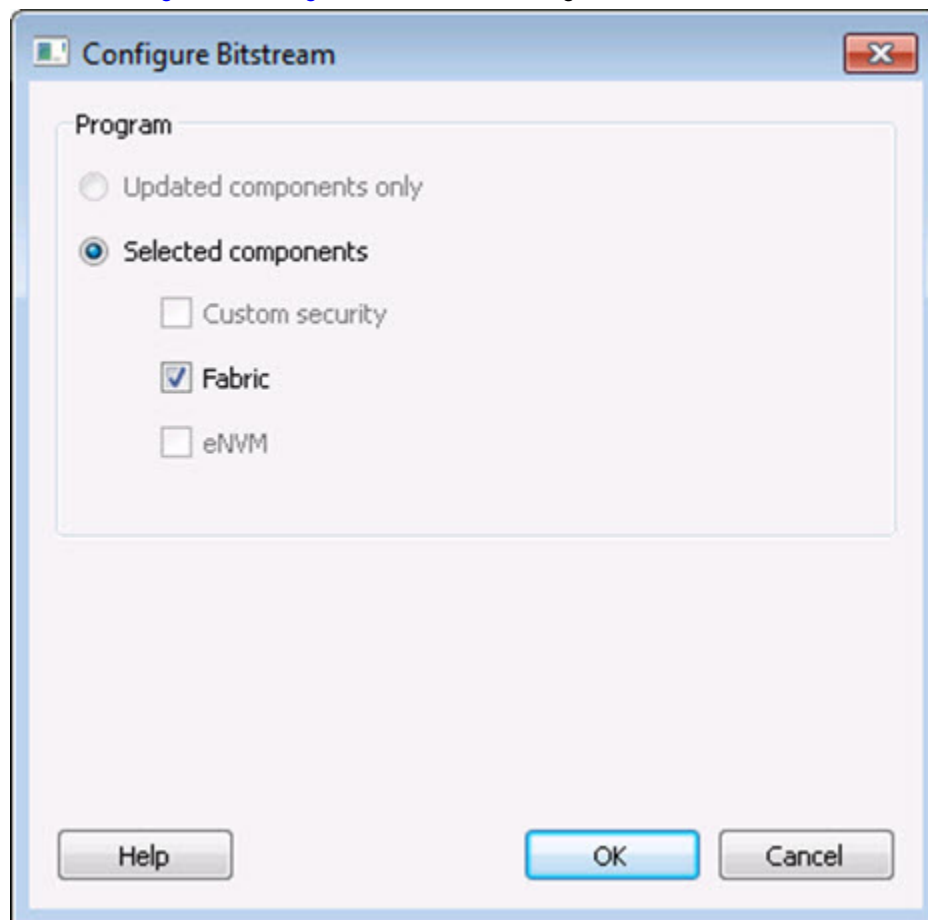 Configure Bitstream
Program
Updated components only
Selected components
Custom security
Fabric
eNVM
Help
OK
Cancel